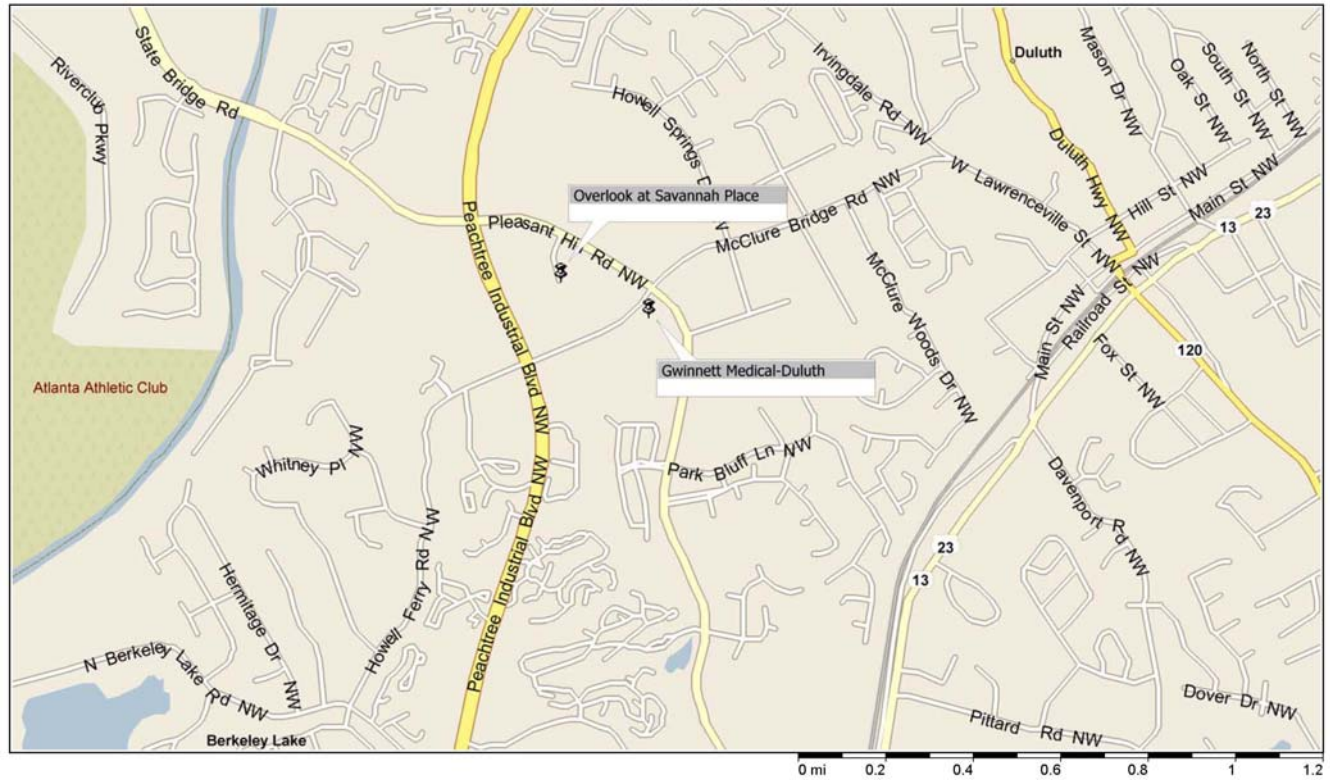 State Bridge Rd
Riverclub Pkwy
Howell Springs D
Irvingdale Rd NW
Duluth
Mason Dr NW
Oak St NW
South St NW
North St NW
Duluth Hwy NW
W Lawrenceville St NW
Hill St NW
Main St NW
23
13
Overlook at Savannah Place
Peachtree Industrial Blvd NW
Pleasant Hill Rd NW
McClure Bridge Rd NW
McClure Woods Dr NW
Main St NW
Railroad St NW
Fox St NW
120
Gwinnett Medical-Duluth
Atlanta Athletic Club
Whitney Pl NW
Park Bluff Ln NW
Davenport Rd NW
Peachtree Industrial Blvd NW
Howell Ferry Rd NW
Hermitage Dr NW
23
13
N Berkeley Lake Rd NW
Berkeley Lake
Dover Dr NW
Pittard Rd NW
0 mi 0.2 0.4 0.6 0.8 1 1.2